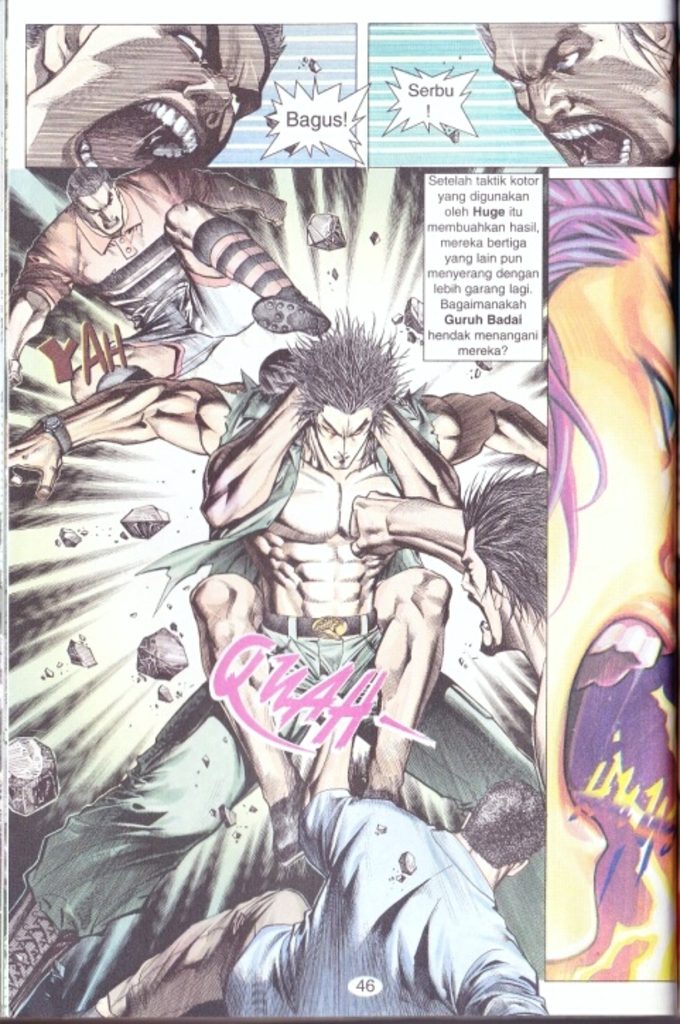 Bagus!
Serbu
!
Setelah taktik kotor
yang digunakan
oleh Huge itu
membuahkan hasil,
mereka bertiga
yang lain pun
menyerang dengan
lebih garang lagi.
Bagaimanakah
Guruh Badai
hendak menangani
mereka?
YAH
QUAH-
46